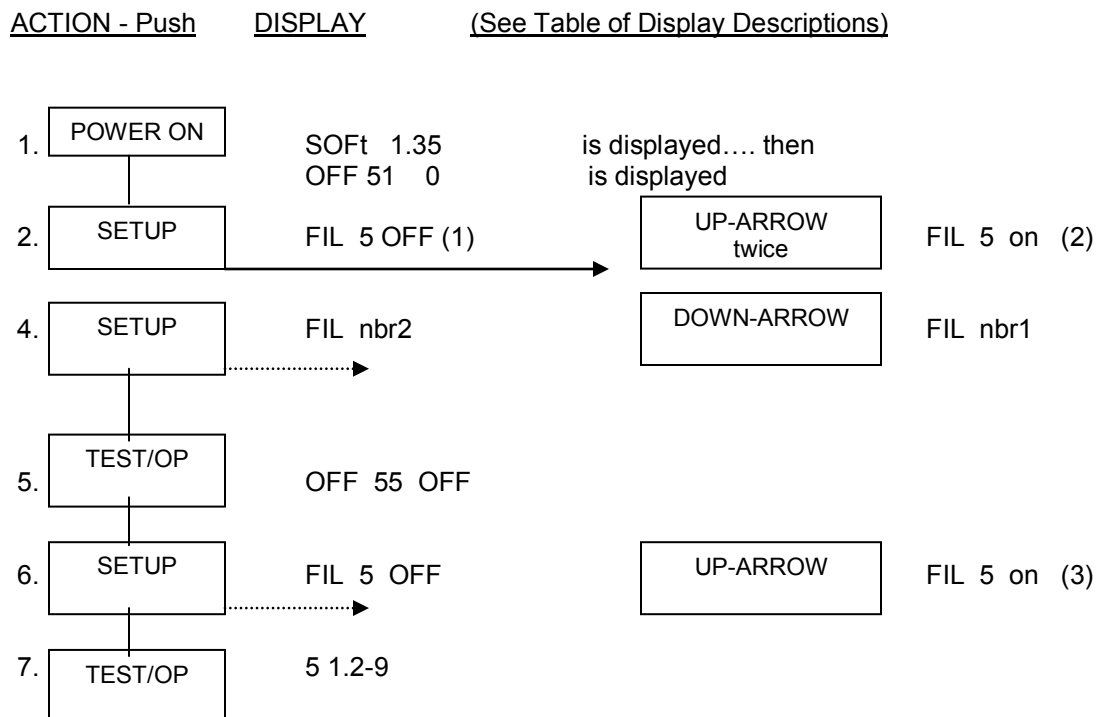 ACTION - Push DISPLAY (See Table of Display Descriptions)
1. POWER ON SOFt 1.35 is displayed.... then
OFF 51 0 is displayed
2. SETUP FIL 5 OFF (1) UP-ARROW twice FIL 5 on (2)
4. SETUP FIL nbr2 DOWN-ARROW FIL nbr1
5. TEST/OP OFF 55 OFF
6. SETUP FIL 5 OFF UP-ARROW FIL 5 on (3)
7. TEST/OP 5 1.2-9